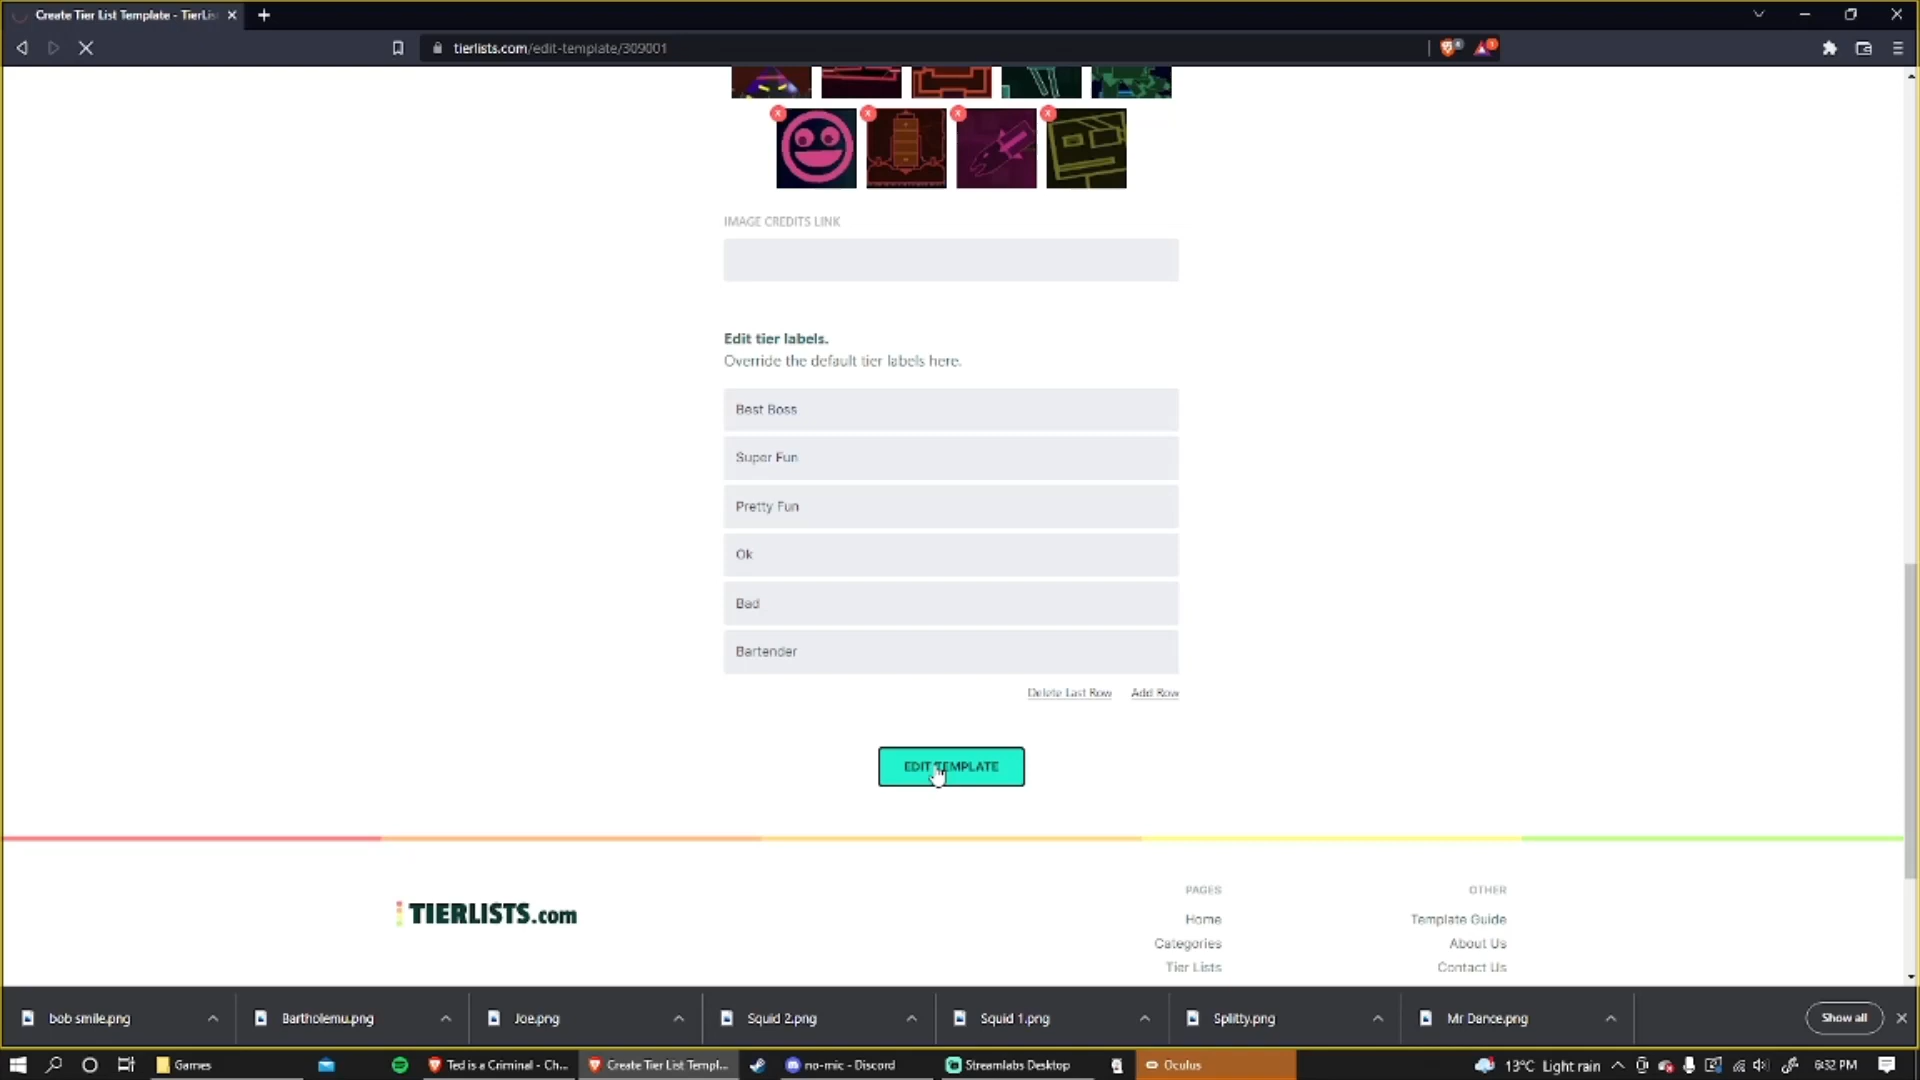 Create Tier List Template - TierLis
tierlists.com/edit-template/309001
IMAGE CREDITS LINK
Edit tier labels.
Override the default tier labels here.
Best Boss
Super Fun
Pretty Fun
Ok
Bad
Bartender
Delete Last Row Add Row
EDIT TEMPLATE
TIERLISTS.com
PAGES
Home
Categories
Tier Lists
OTHER
Template Guide
About Us
Contact Us
bob smile.png Bartholemu.png Joe.png Squid 2.png Squid 1.png Splitty.png Mr Dance.png Show all
Games Ted is a Criminal - Ch... Create Tier List Templ... no-mic - Discord Streamlabs Desktop Oculus 13°C Light rain 6:32 PM